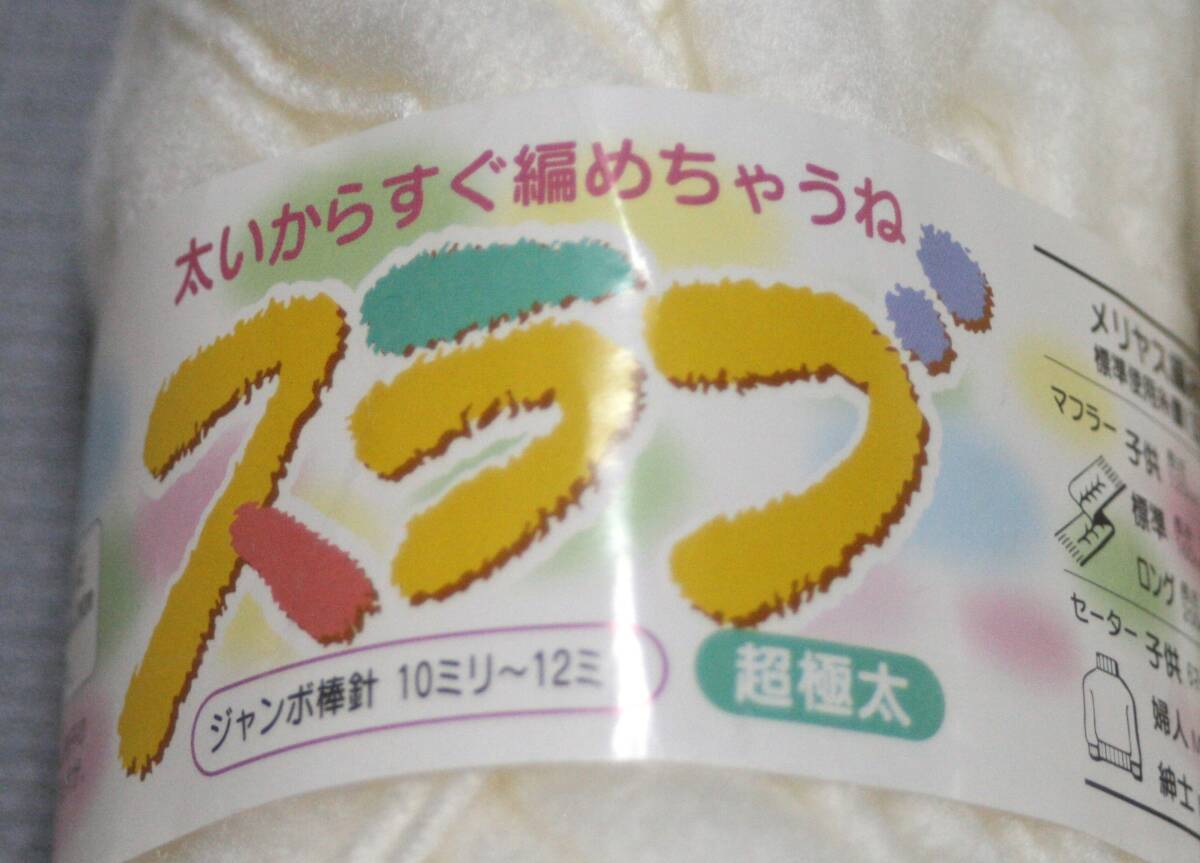 太いからすぐ編めちゃうね
スラブ
ジャンボ棒針 10ミリ～12ミ
超極太
メリヤス
標準使用糸量
マフラー 子供
標準
ロング
セーター 子供
婦人
紳士